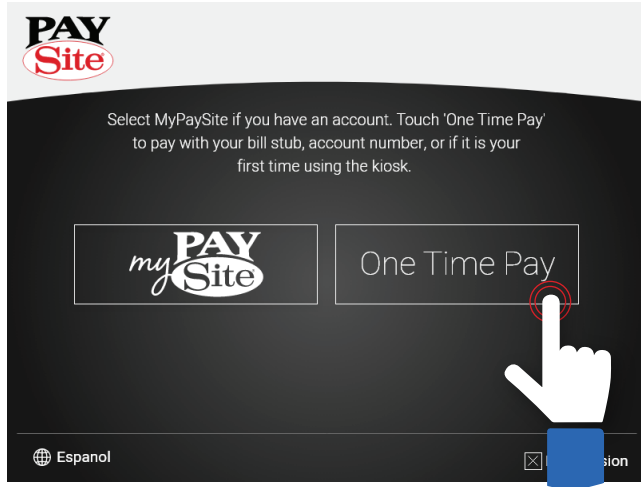 PAY
Site
Select MyPaySite if you have an account. Touch 'One Time Pay'
to pay with your bill stub, account number, or if it is your
first time using the kiosk.
my PAY
Site
One Time Pay
Espanol